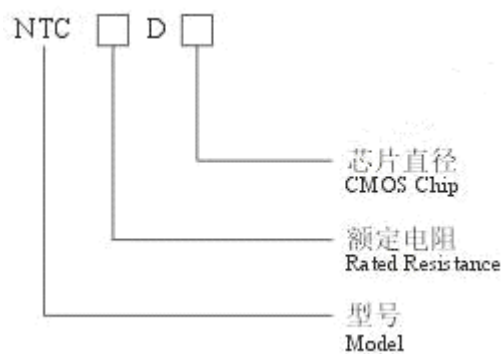 NTC □ D □
芯片直径
CMOS Chip
额定电阻
Rated Resistance
型号
Model